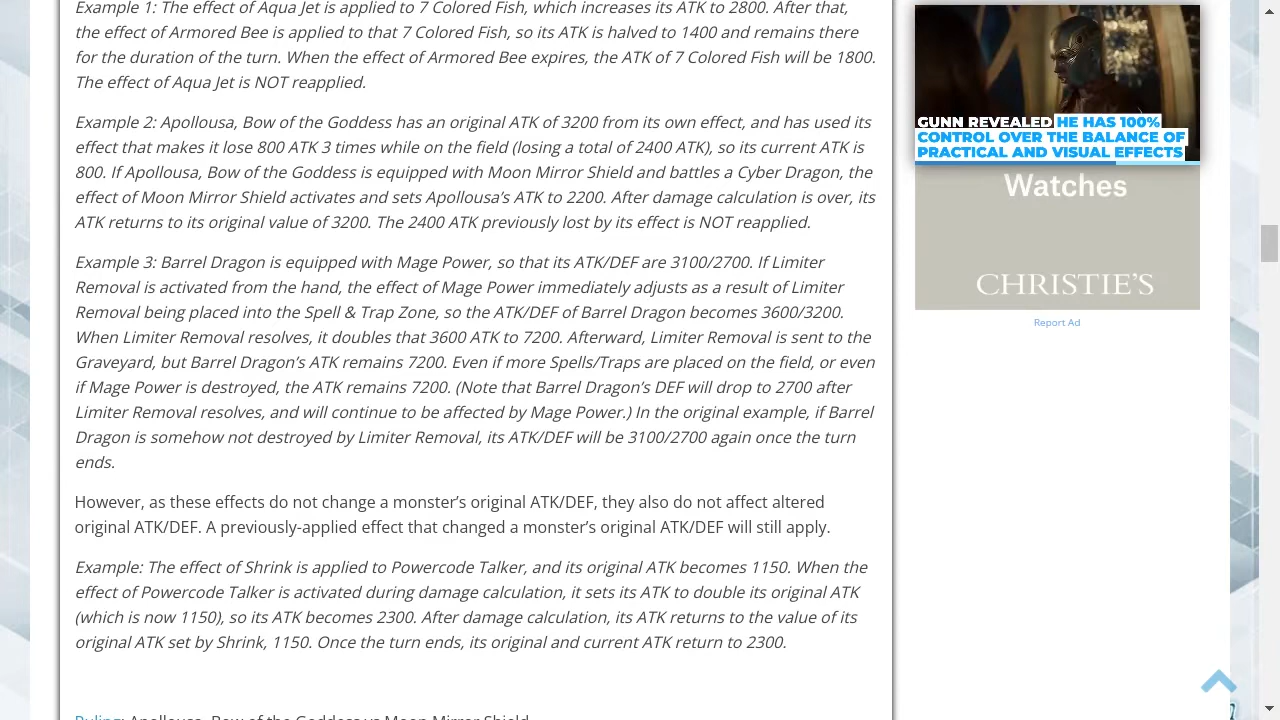 Example 1: The effect of Aqua Jet is applied to 7 Colored Fish, which increases its ATK to 2800. After that,
the effect of Armored Bee is applied to that 7 Colored Fish, so its ATK is halved to 1400 and remains there
for the duration of the turn. When the effect of Armored Bee expires, the ATK of 7 Colored Fish will be 1800.
The effect of Aqua Jet is NOT reapplied.
Example 2: Apollousa, Bow of the Goddess has an original ATK of 3200 from its own effect, and has used its
effect that makes it lose 800 ATK 3 times while on the field (losing a total of 2400 ATK), so its current ATK is
800. If Apollousa, Bow of the Goddess is equipped with Moon Mirror Shield and battles a Cyber Dragon, the
effect of Moon Mirror Shield activates and sets Apollousa’s ATK to 2200. After damage calculation is over, its
ATK returns to its original value of 3200. The 2400 ATK previously lost by its effect is NOT reapplied.
Example 3: Barrel Dragon is equipped with Mage Power, so that its ATK/DEF are 3100/2700. If Limiter
Removal is activated from the hand, the effect of Mage Power immediately adjusts as a result of Limiter
Removal being placed into the Spell & Trap Zone, so the ATK/DEF of Barrel Dragon becomes 3600/3200.
When Limiter Removal resolves, it doubles that 3600 ATK to 7200. Afterward, Limiter Removal is sent to the
Graveyard, but Barrel Dragon’s ATK remains 7200. Even if more Spells/Traps are placed on the field, or even
if Mage Power is destroyed, the ATK remains 7200. (Note that Barrel Dragon’s DEF will drop to 2700 after
Limiter Removal resolves, and will continue to be affected by Mage Power.) In the original example, if Barrel
Dragon is somehow not destroyed by Limiter Removal, its ATK/DEF will be 3100/2700 again once the turn
ends.
However, as these effects do not change a monster’s original ATK/DEF, they also do not affect altered
original ATK/DEF. A previously-applied effect that changed a monster’s original ATK/DEF will still apply.
Example: The effect of Shrink is applied to Powercode Talker, and its original ATK becomes 1150. When the
effect of Powercode Talker is activated during damage calculation, it sets its ATK to double its original ATK
(which is now 1150), so its ATK becomes 2300. After damage calculation, its ATK returns to the value of its
original ATK set by Shrink, 1150. Once the turn ends, its original and current ATK return to 2300.
Ruling: Apollousa, Bow of the Goddess vs Moon Mirror Shield
GUNN REVEALED HE HAS 100%
CONTROL OVER THE BALANCE OF
PRACTICAL AND VISUAL EFFECTS
Watches
CHRISTIE'S
Report Ad